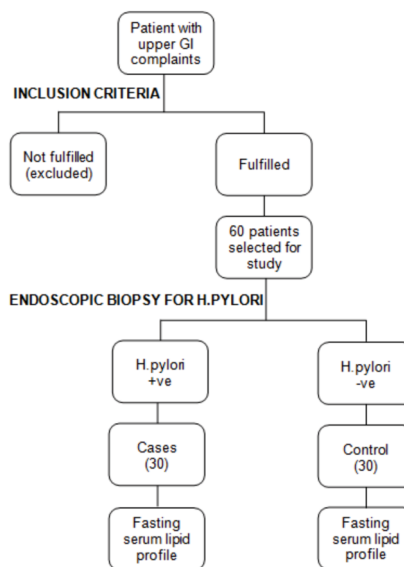 Patient with
upper GI
complaints
INCLUSION CRITERIA
Not fulfilled
(excluded)
Fulfilled
60 patients
selected for
study
ENDOSCOPIC BIOPSY FOR H.PYLORI
H.pylori
+ve
H.pylori
-ve
Cases
(30)
Control
(30)
Fasting
serum lipid
profile
Fasting
serum lipid
profile